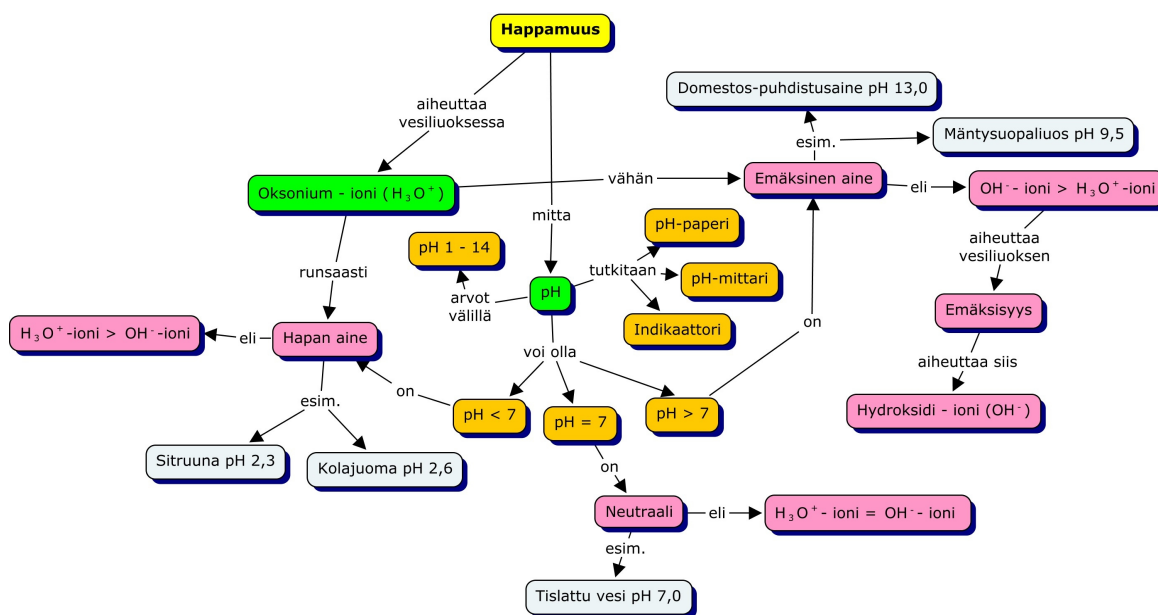 Happamuus
aiheuttaa
vesiliuoksessa
Domestos-puhdistusaine pH 13,0
esim.
Mäntysuopaliuos pH 9,5
Oksonium - ioni (H₃O⁺)
vähän
Emäksinen aine
eli
OH⁻- ioni > H₃O⁺-ioni
mitta
pH-paperi
pH 1 - 14
tutkitaan
pH-mittari
runsaasti
arvot
välillä
pH
Indikaattori
on
aiheuttaa
vesiliuoksen
Emäksisyys
H₃O⁺-ioni > OH⁻-ioni
eli
Hapan aine
voi olla
aiheuttaa siis
on
pH < 7
pH = 7
pH > 7
Hydroksidi - ioni (OH⁻)
esim.
Sitruuna pH 2,3
Kolajuoma pH 2,6
on
Neutraali
eli
H₃O⁺- ioni = OH⁻- ioni
esim.
Tislattu vesi pH 7,0